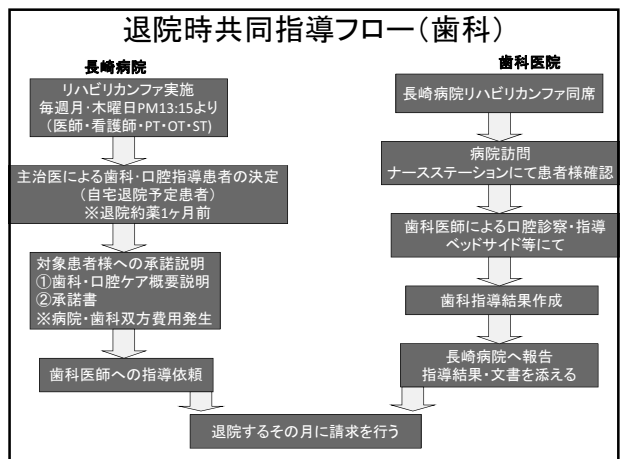 退院時共同指導フロー(歯科)
長崎病院
リハビリカンファ実施
毎週月・木曜日PM13:15より
(医師・看護師・PT・OT・ST)
主治医による歯科・口腔指導患者の決定
(自宅退院予定患者)
※退院約薬1ヶ月前
対象患者様への承諾説明
①歯科・口腔ケア概要説明
②承諾書
※病院・歯科双方費用発生
歯科医師への指導依頼
歯科医院
長崎病院リハビリカンファ同席
病院訪問
ナースステーションにて患者様確認
歯科医師による口腔診察・指導
ベッドサイド等にて
歯科指導結果作成
長崎病院へ報告
指導結果・文書を添える
退院するその月に請求を行う